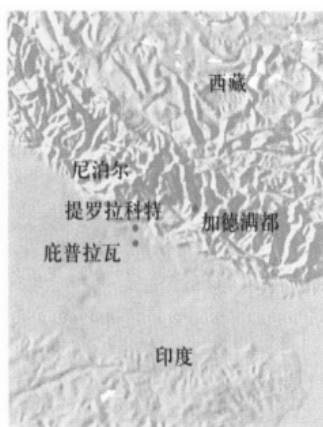 西藏
尼泊尔
提罗拉科特
加德满都
庇普拉瓦
印度